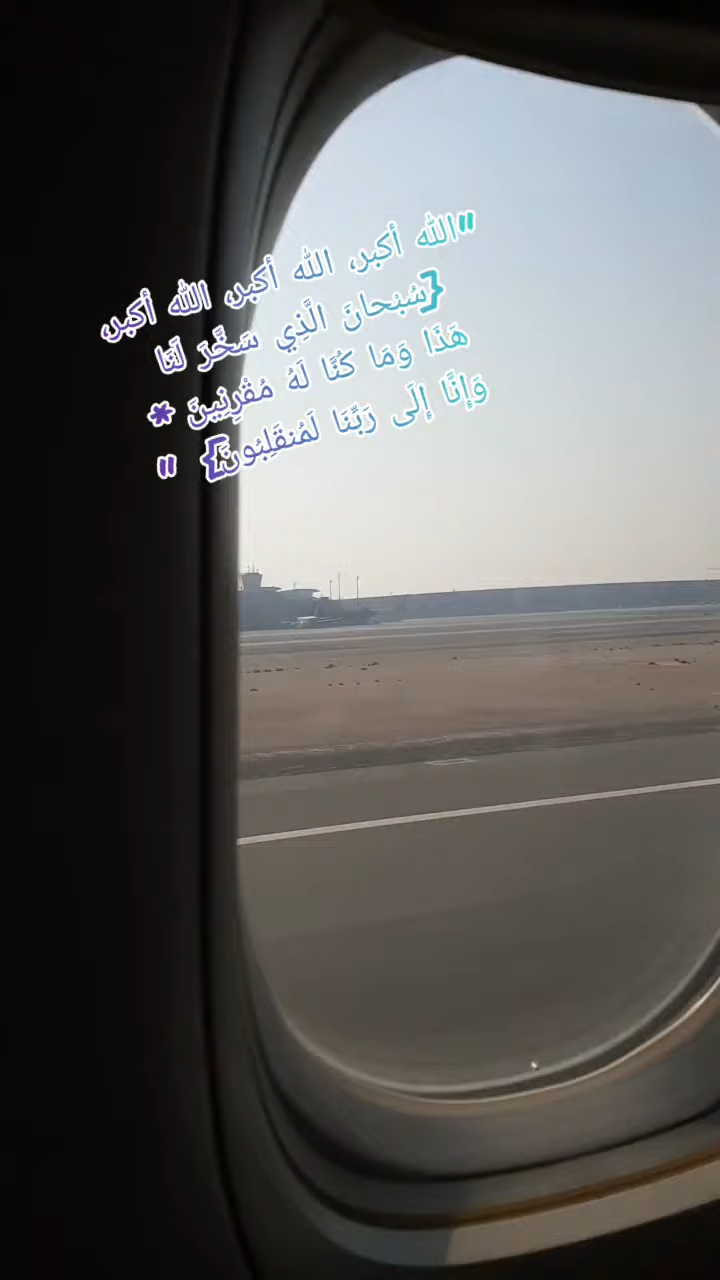 "الله أكبر، الله أكبر، الله أكبر،
{سُبْحانَ الَّذِي سَخَّرَ لَنَا
هَذَا وَمَا كُنَّا لَهُ مُقْرِنِينَ *
وَإِنَّا إِلَى رَبِّنَا لَمُنقَلِبُونَ} "